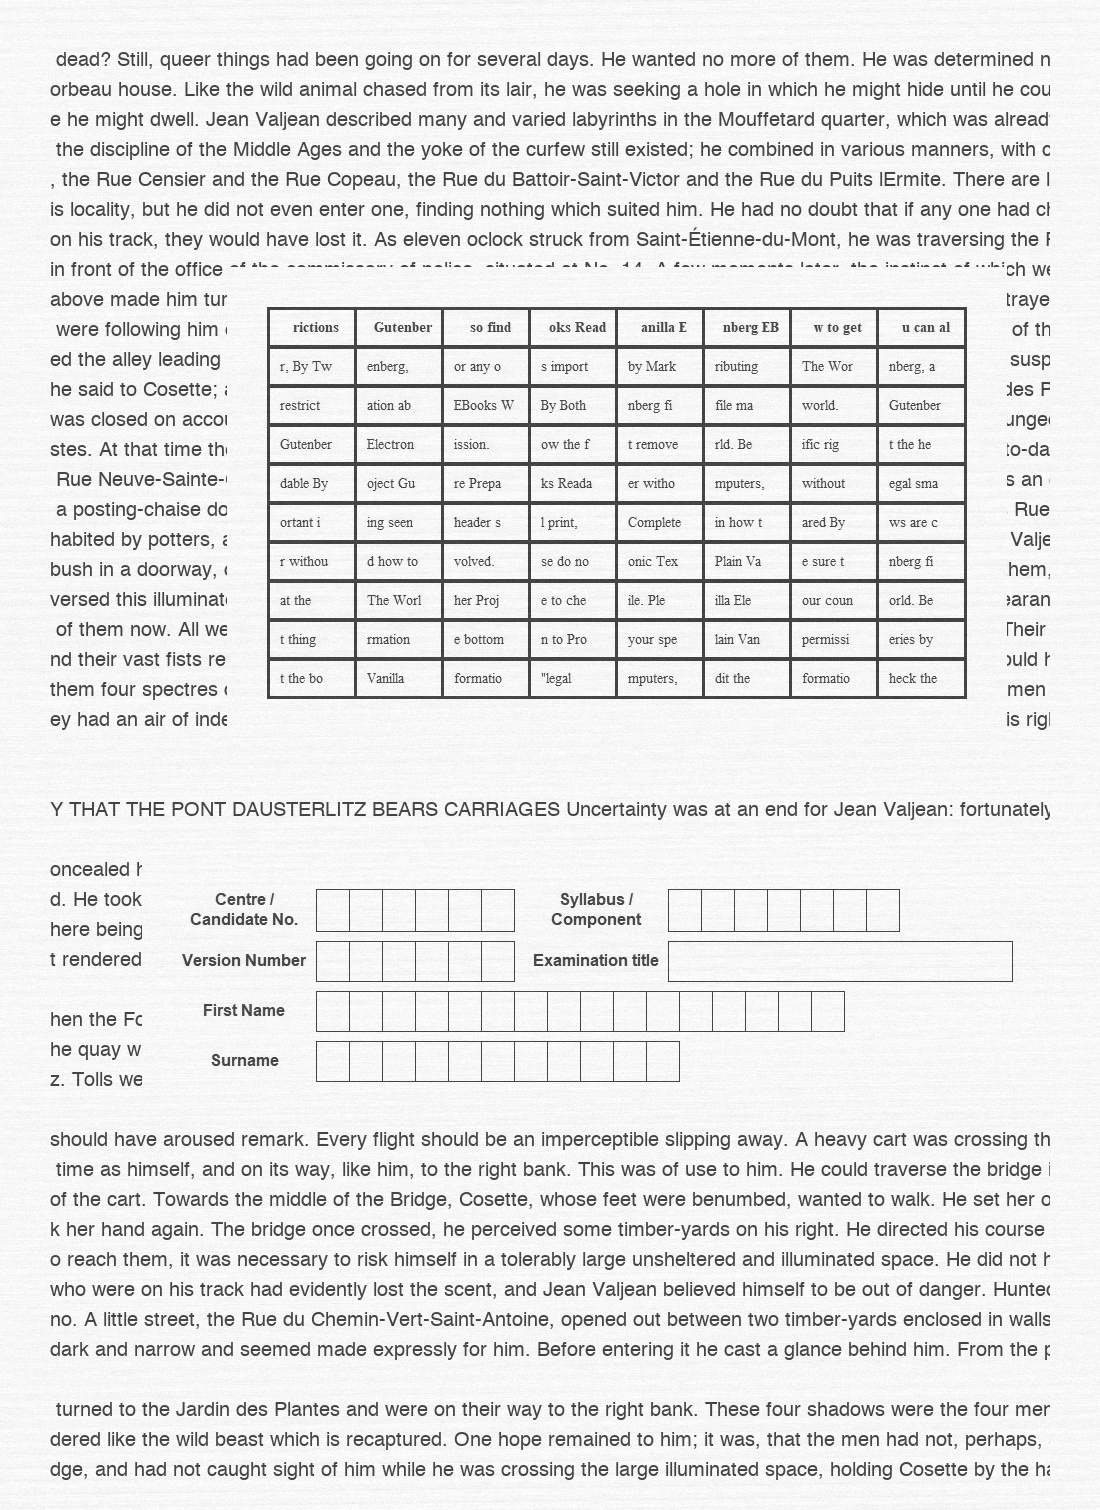 dead? Still, queer things had been going on for several days. He wanted no more of them. He was determined n
orbeau house. Like the wild animal chased from its lair, he was seeking a hole in which he might hide until he cou
e he might dwell. Jean Valjean described many and varied labyrinths in the Mouffetard quarter, which was alread
the discipline of the Middle Ages and the yoke of the curfew still existed; he combined in various manners, with c
, the Rue Censier and the Rue Copeau, the Rue du Battoir-Saint-Victor and the Rue du Puits lErmite. There are l
is locality, but he did not even enter one, finding nothing which suited him. He had no doubt that if any one had ch
on his track, they would have lost it. As eleven oclock struck from Saint-Étienne-du-Mont, he was traversing the F
in front of the office ch we
above made him tur traye
were following him of th
ed the alley leading susp
he said to Cosette; des P
was closed on accou unge
stes. At that time the to-da
Rue Neuve-Sainte- s an
a posting-chaise do Rue
habited by potters, a Valje
bush in a doorway, hem,
versed this illuminat earan
of them now. All we Their
nd their vast fists re ould h
them four spectres men
ey had an air of inde is rig
rictions Gutenber so find oks Read anilla E nberg EB w to get u can al
r, By Tw enberg, or any o s import by Mark ributing The Wor nberg, a
restrict ation ab EBooks W By Both nberg fi file ma world. Gutenber
Gutenber Electron ission. ow the f t remove rld. Be ific rig t the he
dable By oject Gu re Prepa ks Reada er witho mputers, without egal sma
ortant i ing seen header s l print, Complete in how t ared By ws are c
r withou d how to volved. se do no onic Tex Plain Va e sure t nberg fi
at the The Worl her Proj e to che ile. Ple illa Ele our coun orld. Be
t thing rmation e bottom n to Pro your spe lain Van permissi eries by
t the bo Vanilla formatio "legal mputers, dit the formatio heck the
Y THAT THE PONT DAUSTERLITZ BEARS CARRIAGES Uncertainty was at an end for Jean Valjean: fortunately
oncealed h
d. He took
here being
t rendered
hen the Fo
he quay w
z. Tolls we
Centre /
Candidate No.
Syllabus /
Component
Version Number
Examination title
First Name
Surname
should have aroused remark. Every flight should be an imperceptible slipping away. A heavy cart was crossing th
time as himself, and on its way, like him, to the right bank. This was of use to him. He could traverse the bridge i
of the cart. Towards the middle of the Bridge, Cosette, whose feet were benumbed, wanted to walk. He set her o
k her hand again. The bridge once crossed, he perceived some timber-yards on his right. He directed his course
o reach them, it was necessary to risk himself in a tolerably large unsheltered and illuminated space. He did not h
who were on his track had evidently lost the scent, and Jean Valjean believed himself to be out of danger. Hunted
no. A little street, the Rue du Chemin-Vert-Saint-Antoine, opened out between two timber-yards enclosed in walls
dark and narrow and seemed made expressly for him. Before entering it he cast a glance behind him. From the p
turned to the Jardin des Plantes and were on their way to the right bank. These four shadows were the four mer
dered like the wild beast which is recaptured. One hope remained to him; it was, that the men had not, perhaps,
dge, and had not caught sight of him while he was crossing the large illuminated space, holding Cosette by the ha